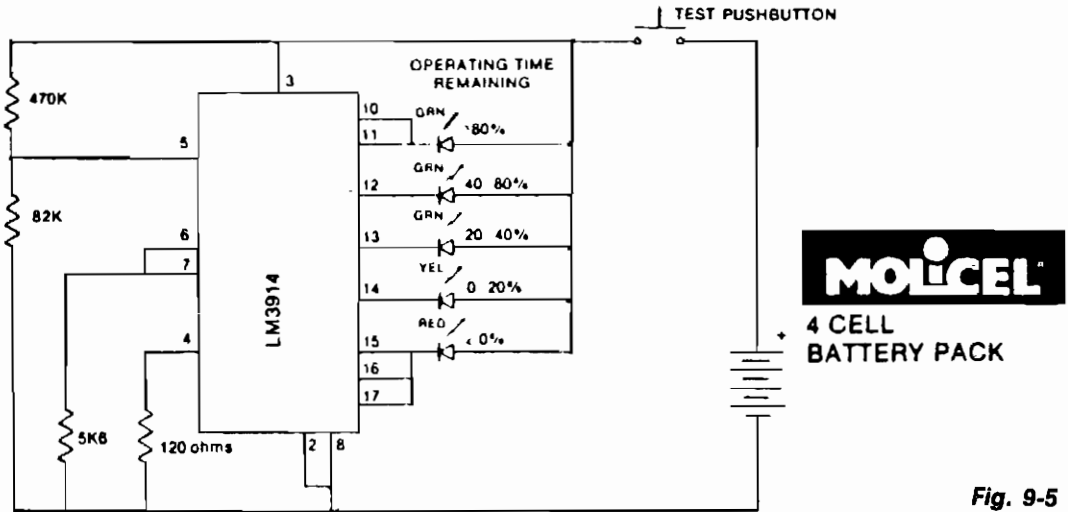 TEST PUSHBUTTON
OPERATING TIME
REMAINING
3
470K
10
GRN
11
80%
5
GRN
12
40 80%
82K
GRN
13
20 40%
6
7
YEL
14
0 20%
LM3914
RED
4
15
< 0%
16
17
MOLiCEL
+
4 CELL
BATTERY PACK
5K6
120 ohms
2
8
Fig. 9-5